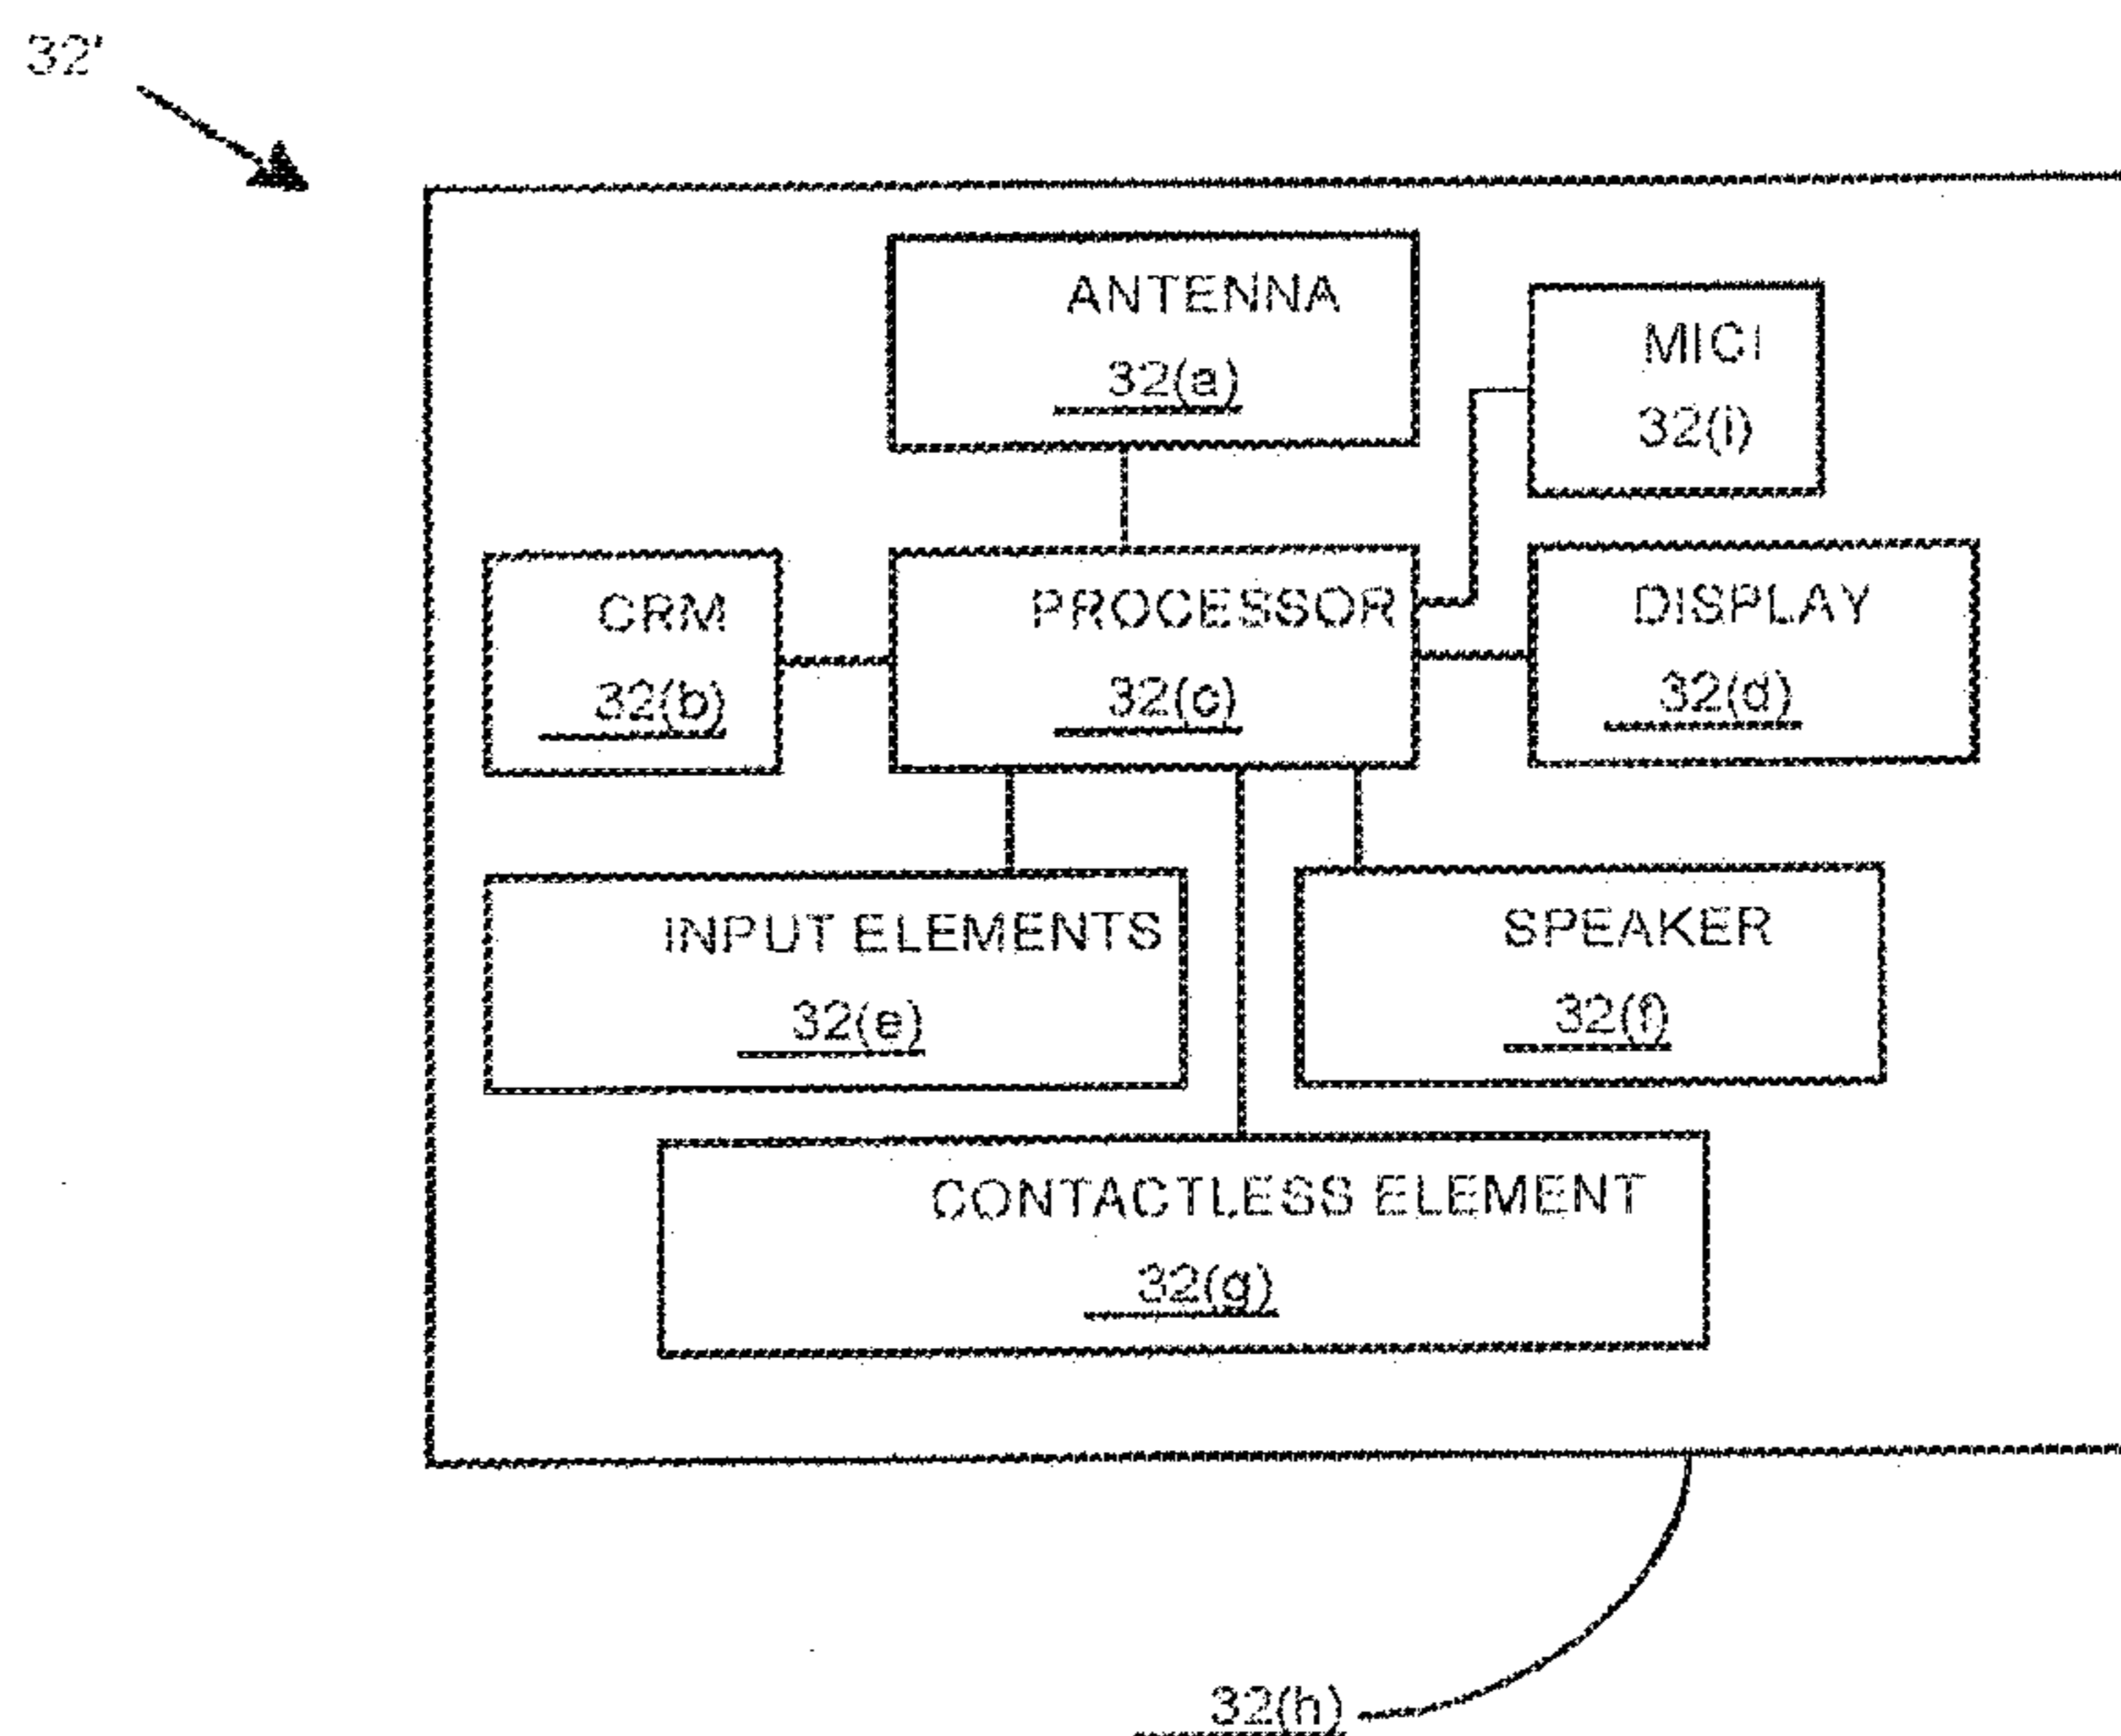 32'
ANTENNA
32(a)
MICI
32(i)
CRM
32(b)
PROCESSOR
32(c)
DISPLAY
32(d)
INPUT ELEMENTS
32(e)
SPEAKER
32(f)
CONTACTLESS ELEMENT
32(g)
32(h)